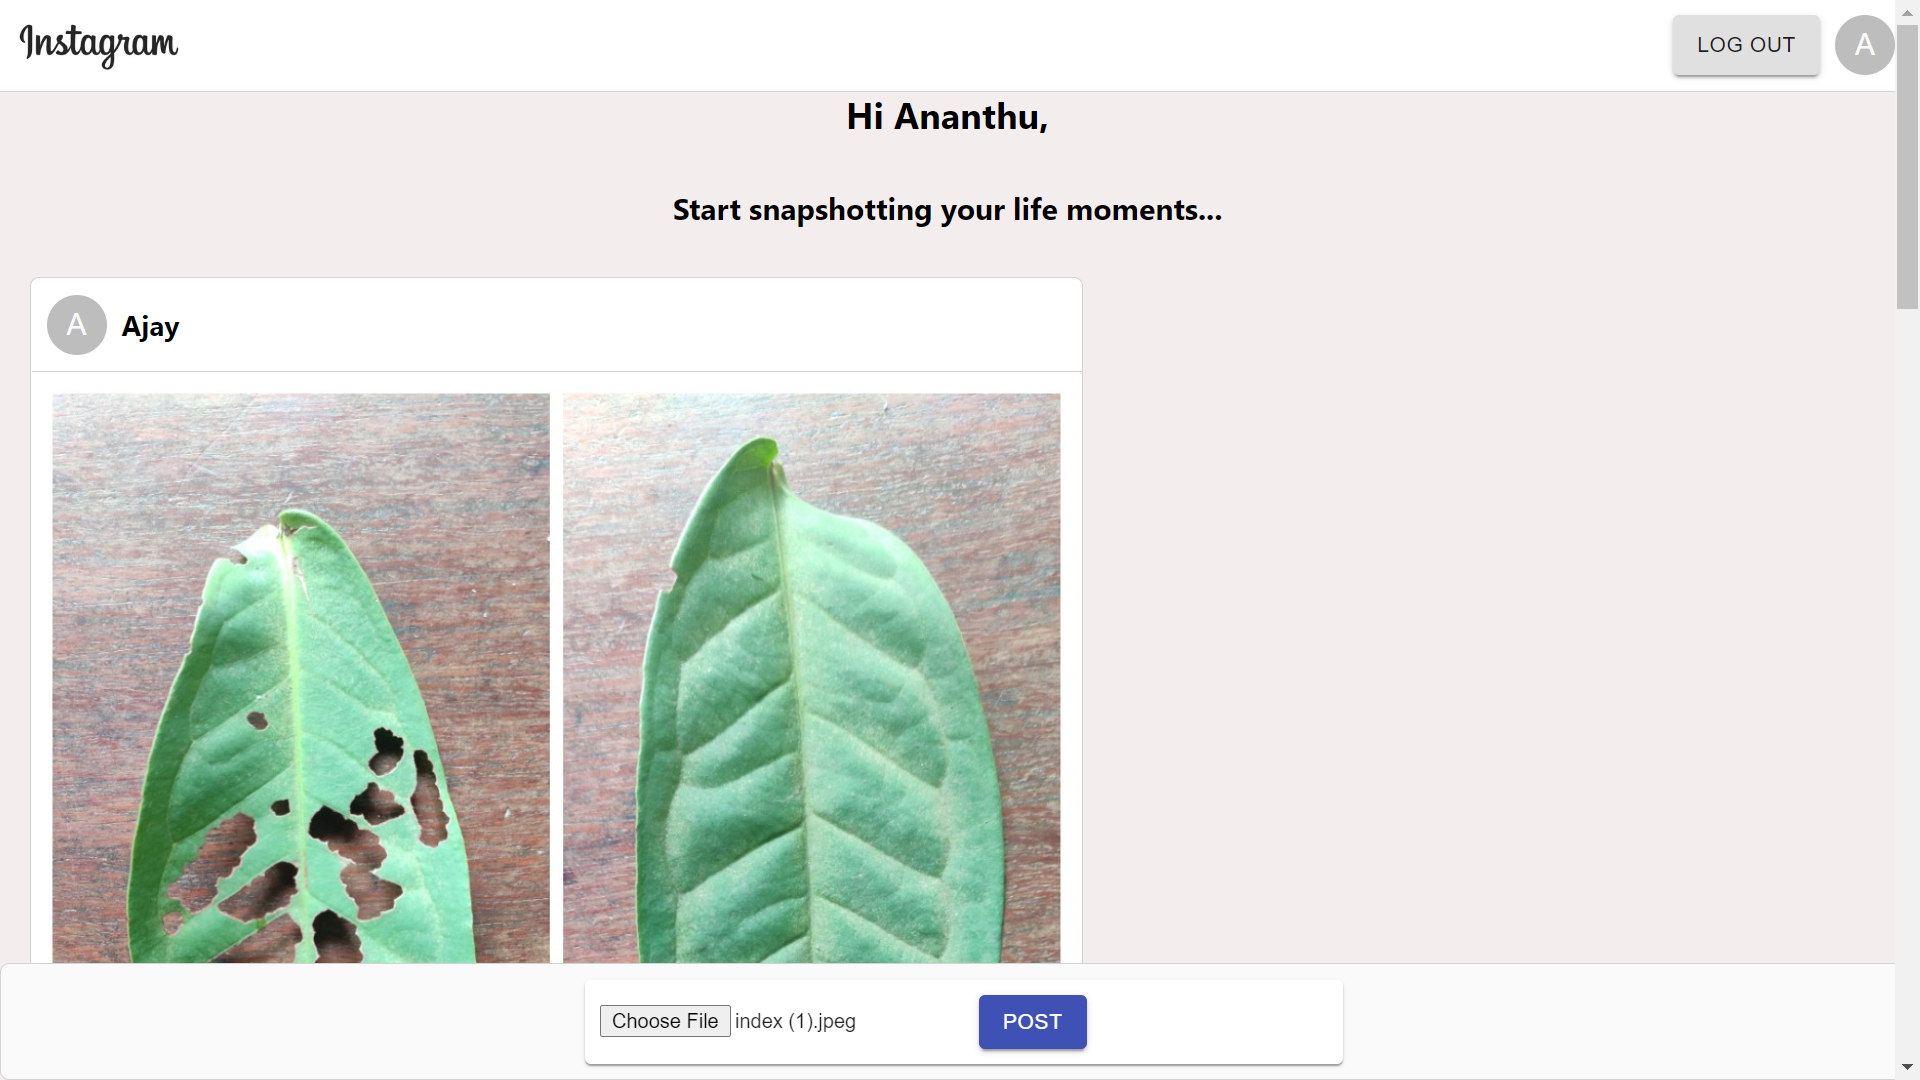 Instagram
LOG OUT
A
Hi Ananthu,
Start snapshotting your life moments...
A
Ajay
Choose File index (1).jpeg
POST